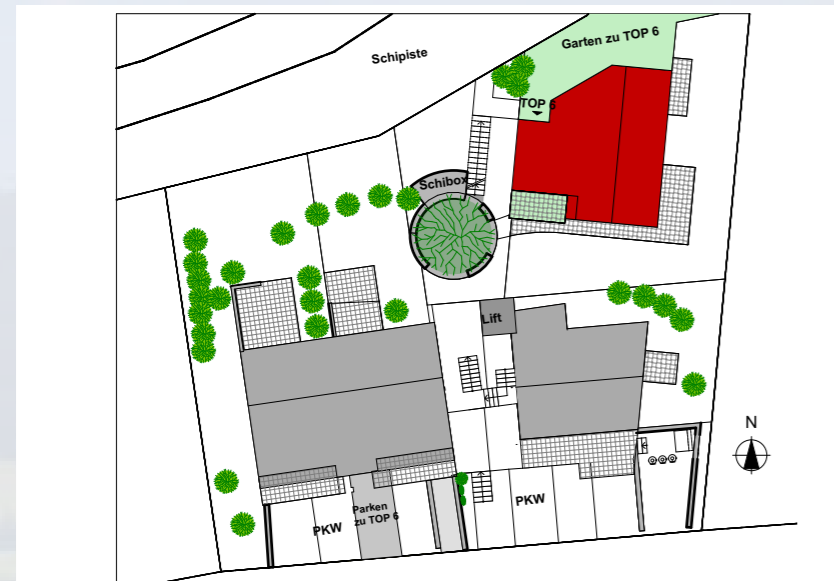 Garten zu TOP 6
Schipiste
TOP 6
Schibox
Lift
N
PKW
Parken
zu TOP 6
PKW